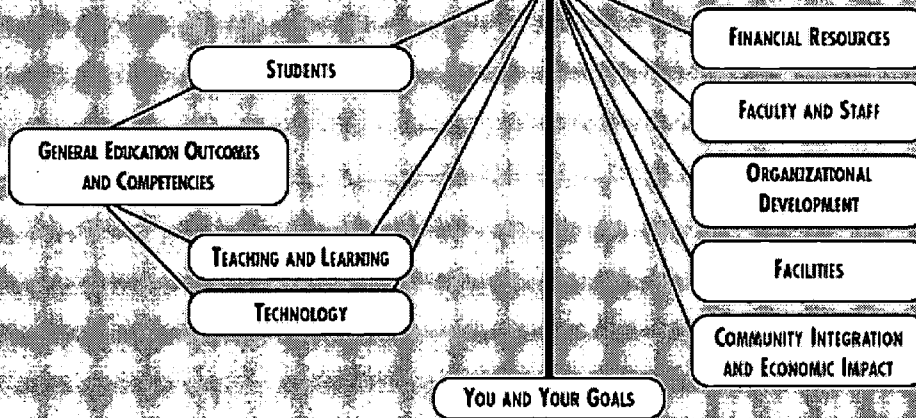 STUDENTS
GENERAL EDUCATION OUTCOMES
AND COMPETENCIES
TEACHING AND LEARNING
TECHNOLOGY
FINANCIAL RESOURCES
FACULTY AND STAFF
ORGANIZATIONAL
DEVELOPMENT
FACILITIES
COMMUNITY INTEGRATION
AND ECONOMIC IMPACT
YOU AND YOUR GOALS